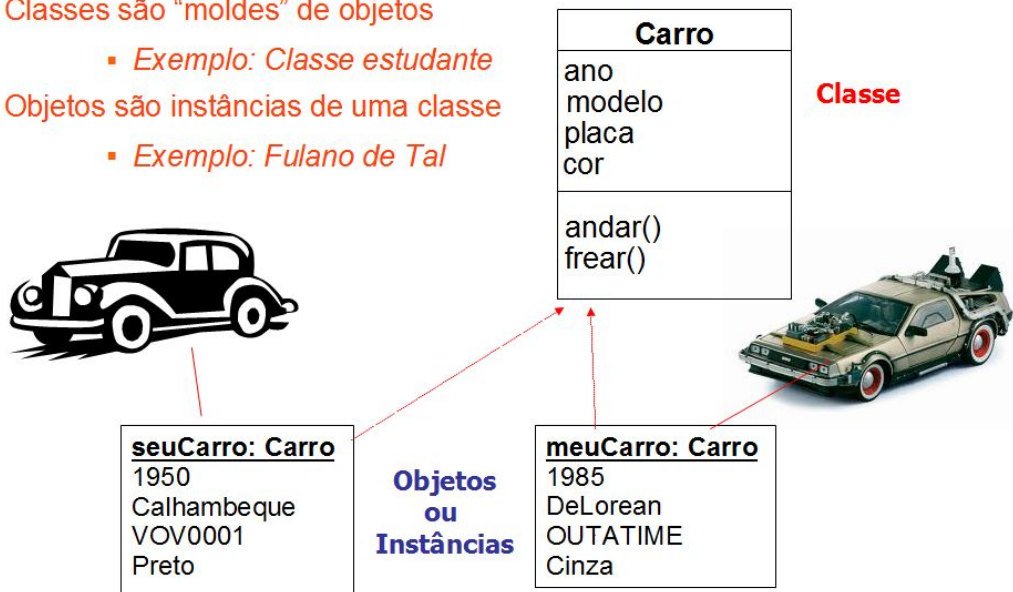 Classes são “moldes” de objetos
▪ Exemplo: Classe estudante
Objetos são instâncias de uma classe
▪ Exemplo: Fulano de Tal
Carro
ano
modelo
placa
cor
andar()
frear()
Classe
seuCarro: Carro
1950
Calhambeque
VOV0001
Preto
Objetos
ou
Instâncias
meuCarro: Carro
1985
DeLorean
OUTATIME
Cinza